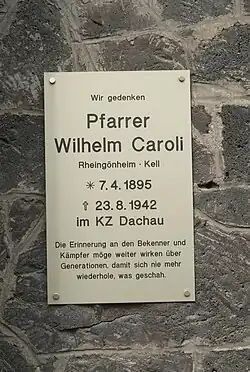 Wir gedenken
Pfarrer
Wilhelm Caroli
Rheingönheim · Kell
✳ 7. 4. 1895
✝ 23. 8. 1942
im KZ Dachau
Die Erinnerung an den Bekenner und
Kämpfer möge weiter wirken über
Generationen, damit sich nie mehr
wiederhole, was geschah.